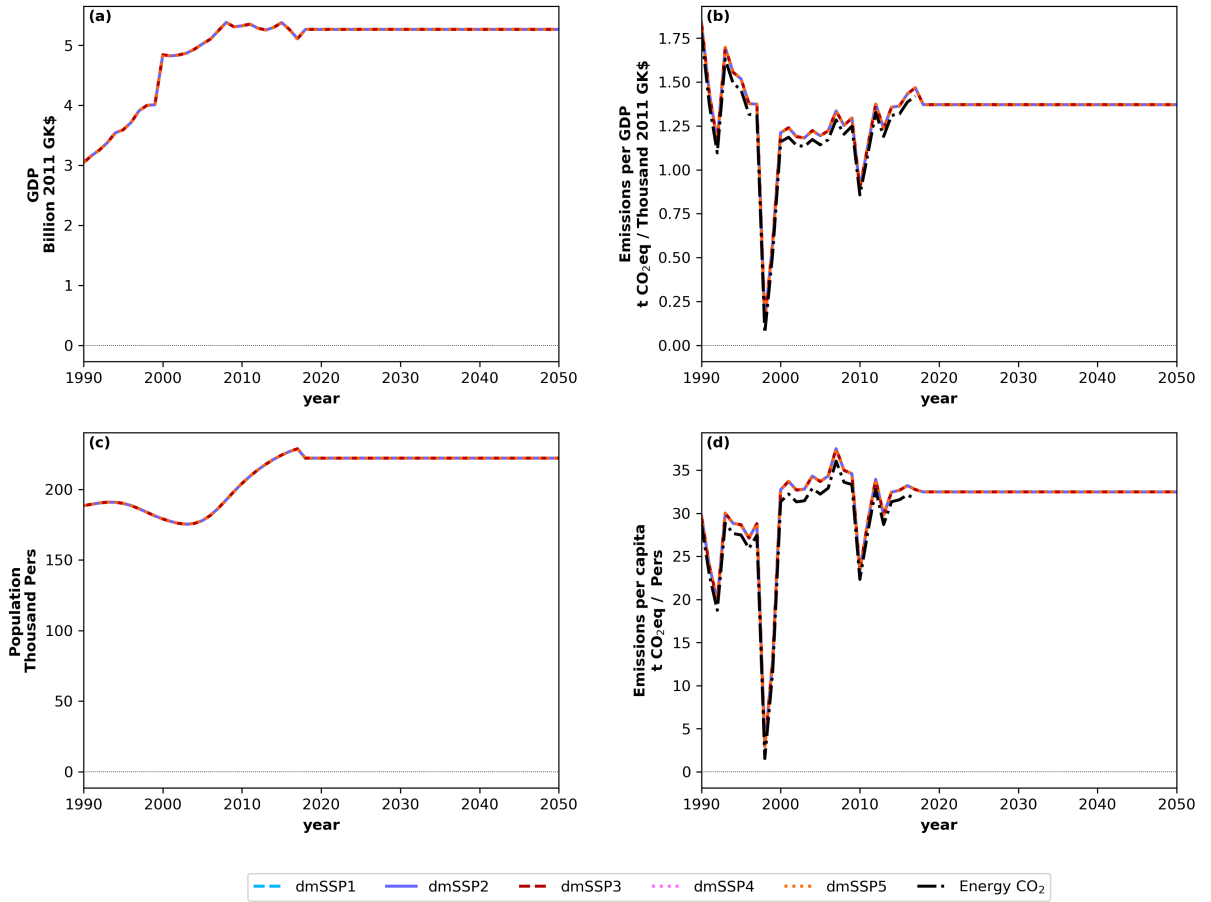 (a)
GDP
Billion 2011 GK$
5
4
3
2
1
0
1990 2000 2010 2020 2030 2040 2050
year
(b)
Emissions per GDP
t CO₂eq / Thousand 2011 GK$
1.75
1.50
1.25
1.00
0.75
0.50
0.25
0.00
1990 2000 2010 2020 2030 2040 2050
year
(c)
Population
Thousand Pers
200
150
100
50
0
1990 2000 2010 2020 2030 2040 2050
year
(d)
Emissions per capita
t CO₂eq / Pers
35
30
25
20
15
10
5
0
1990 2000 2010 2020 2030 2040 2050
year
dmSSP1 dmSSP2 dmSSP3 dmSSP4 dmSSP5 Energy CO₂